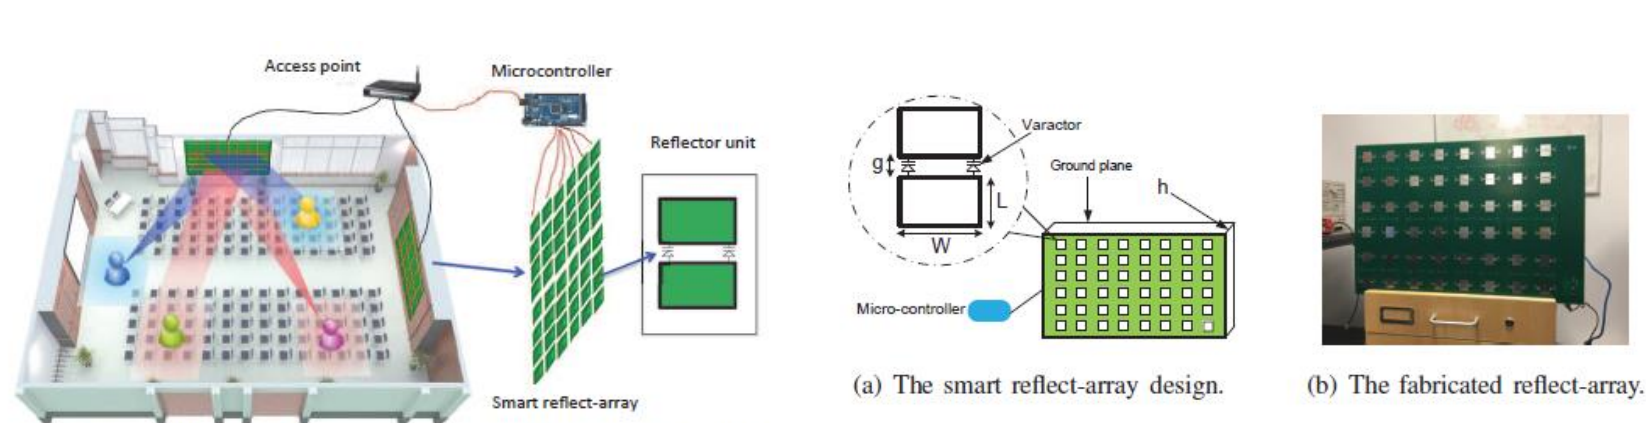 Access point
Microcontroller
Reflector unit
Smart reflect-array
Varactor
g
L
W
Ground plane
h
Micro-controller
(a) The smart reflect-array design.
(b) The fabricated reflect-array.